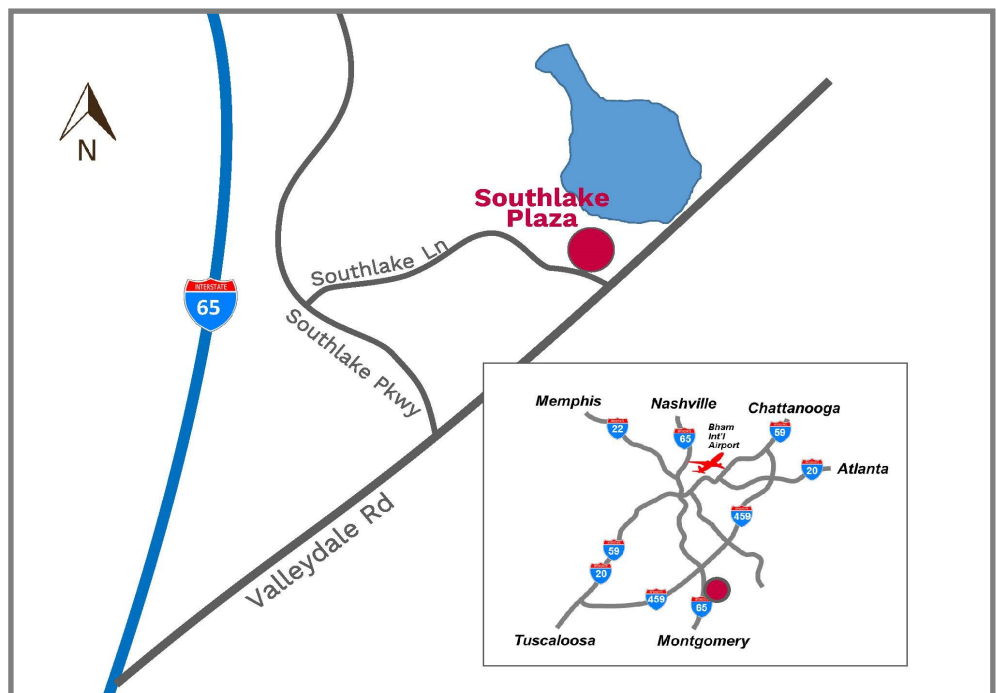 N
Southlake
Plaza
Southlake Ln
INTERSTATE
65
Southlake Pkwy
Valleydale Rd
Memphis
Nashville
Chattanooga
22
65
Bham
Int'l
Airport
59
20
Atlanta
459
59
20
459
65
Tuscaloosa
Montgomery